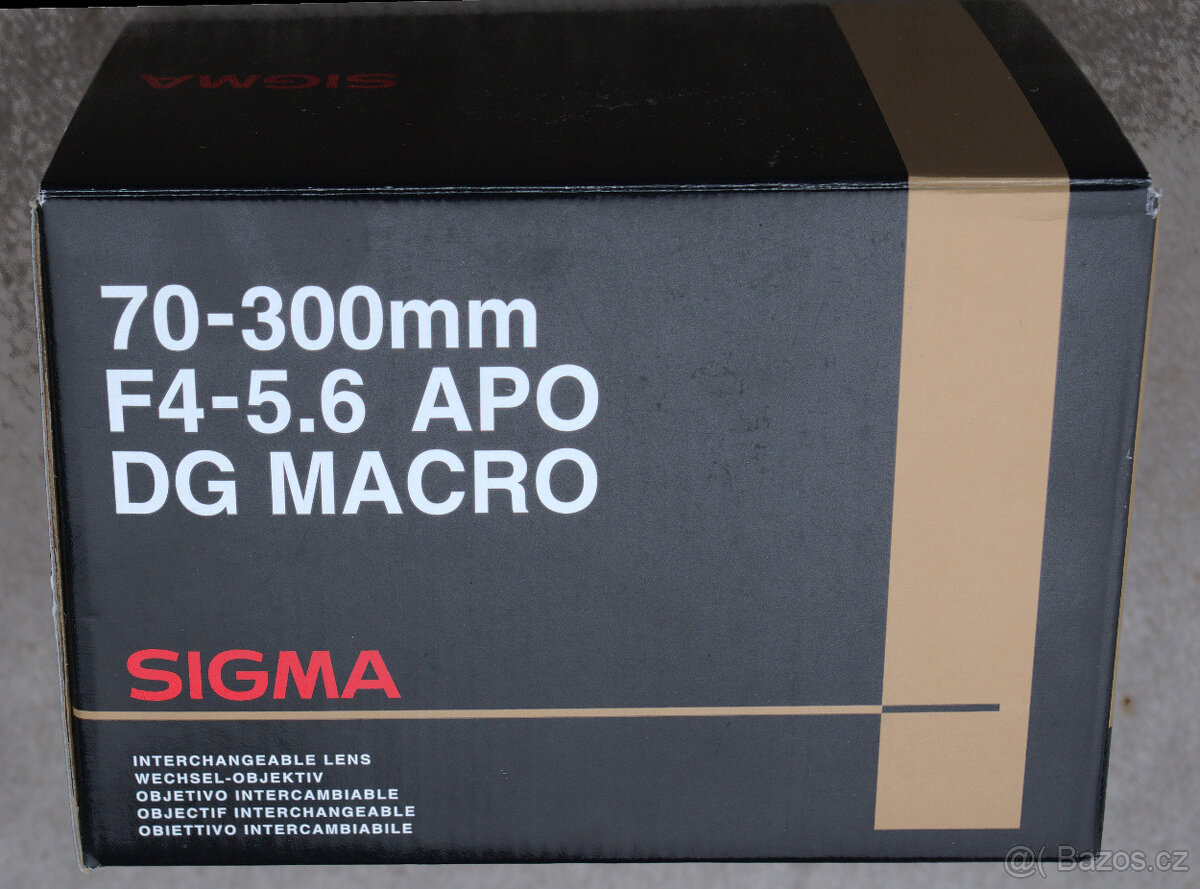 SIGMA
70-300mm
F4-5.6 APO
DG MACRO
SIGMA
INTERCHANGEABLE LENS
WECHSEL-OBJEKTIV
OBJETIVO INTERCAMBIABLE
OBJECTIF INTERCHANGEABLE
OBIETTIVO INTERCAMBIABILE
@( Bazos.cz